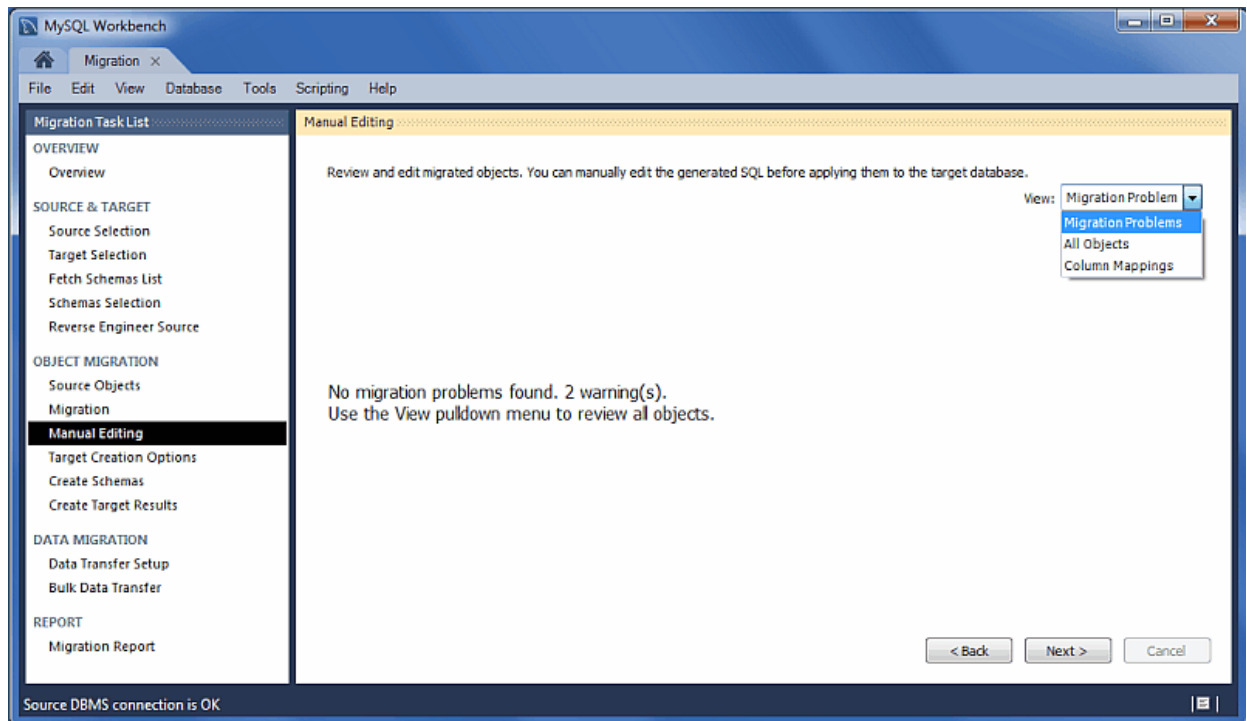 MySQL Workbench
Migration ×
File Edit View Database Tools Scripting Help
Migration Task List
OVERVIEW
Overview
SOURCE & TARGET
Source Selection
Target Selection
Fetch Schemas List
Schemas Selection
Reverse Engineer Source
OBJECT MIGRATION
Source Objects
Migration
Manual Editing
Target Creation Options
Create Schemas
Create Target Results
DATA MIGRATION
Data Transfer Setup
Bulk Data Transfer
REPORT
Migration Report
Manual Editing
Review and edit migrated objects. You can manually edit the generated SQL before applying them to the target database.
View: Migration Problem
Migration Problems
All Objects
Column Mappings
No migration problems found. 2 warning(s).
Use the View pulldown menu to review all objects.
< Back Next > Cancel
Source DBMS connection is OK